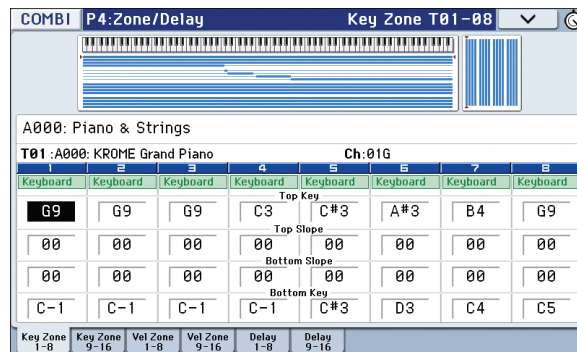 COMBI P4:Zone/Delay Key Zone T01-08
A000: Piano & Strings
T01 :A000: KROME Grand Piano Ch:01G
1 2 3 4 5 6 7 8
Keyboard Keyboard Keyboard Keyboard Keyboard Keyboard Keyboard Keyboard
Top Key
G9 G9 G9 C3 C#3 A#3 B4 G9
Top Slope
00 00 00 00 00 00 00 00
Bottom Slope
00 00 00 00 00 00 00 00
Bottom Key
C-1 C-1 C-1 C-1 C#3 D3 C4 C5
Key Zone 1-8 Key Zone 9-16 Vel Zone 1-8 Vel Zone 9-16 Delay 1-8 Delay 9-16